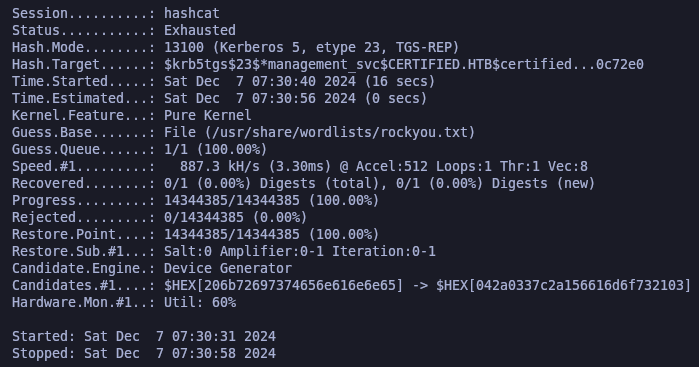 Session..........: hashcat
Status...........: Exhausted
Hash.Mode........: 13100 (Kerberos 5, etype 23, TGS-REP)
Hash.Target......: $krb5tgs$23$*management_svc$CERTIFIED.HTB$certified...0c72e0
Time.Started.....: Sat Dec  7 07:30:40 2024 (16 secs)
Time.Estimated...: Sat Dec  7 07:30:56 2024 (0 secs)
Kernel.Feature...: Pure Kernel
Guess.Base.......: File (/usr/share/wordlists/rockyou.txt)
Guess.Queue......: 1/1 (100.00%)
Speed.#1.........:   887.3 kH/s (3.30ms) @ Accel:512 Loops:1 Thr:1 Vec:8
Recovered........: 0/1 (0.00%) Digests (total), 0/1 (0.00%) Digests (new)
Progress.........: 14344385/14344385 (100.00%)
Rejected.........: 0/14344385 (0.00%)
Restore.Point....: 14344385/14344385 (100.00%)
Restore.Sub.#1...: Salt:0 Amplifier:0-1 Iteration:0-1
Candidate.Engine.: Device Generator
Candidates.#1....: $HEX[206b72697374656e616e6e65] -> $HEX[042a0337c2a156616d6f732103]
Hardware.Mon.#1..: Util: 60%
Started: Sat Dec  7 07:30:31 2024
Stopped: Sat Dec  7 07:30:58 2024